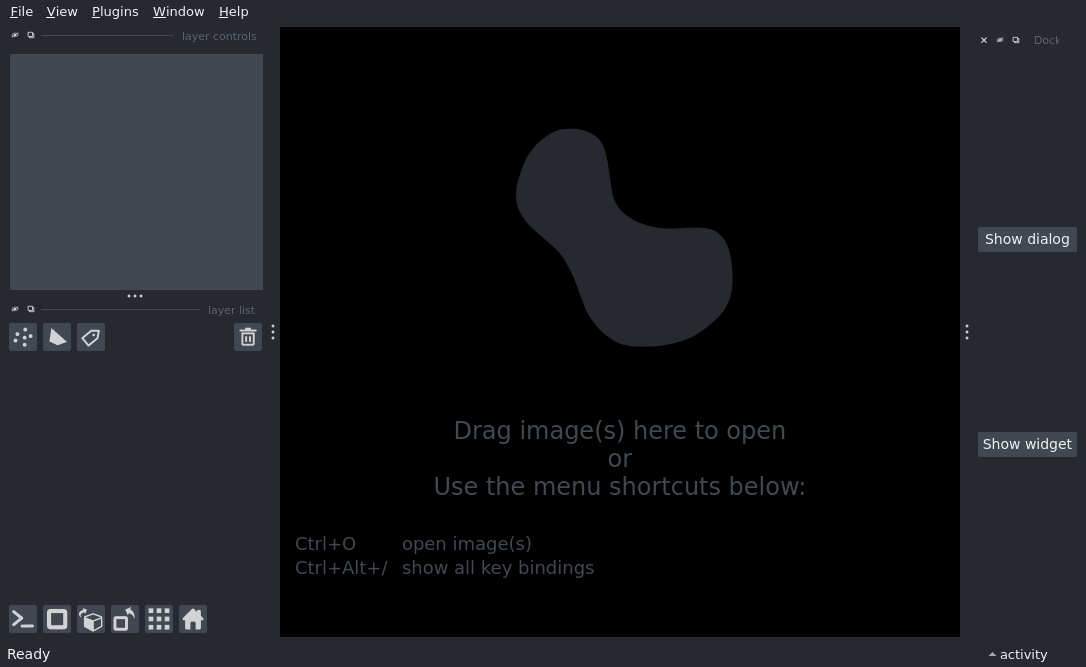 File View Plugins Window Help
layer controls
layer list
Drag image(s) here to open
or
Use the menu shortcuts below:
Ctrl+O open image(s)
Ctrl+Alt+/ show all key bindings
Dock
Show dialog
Show widget
Ready
activity